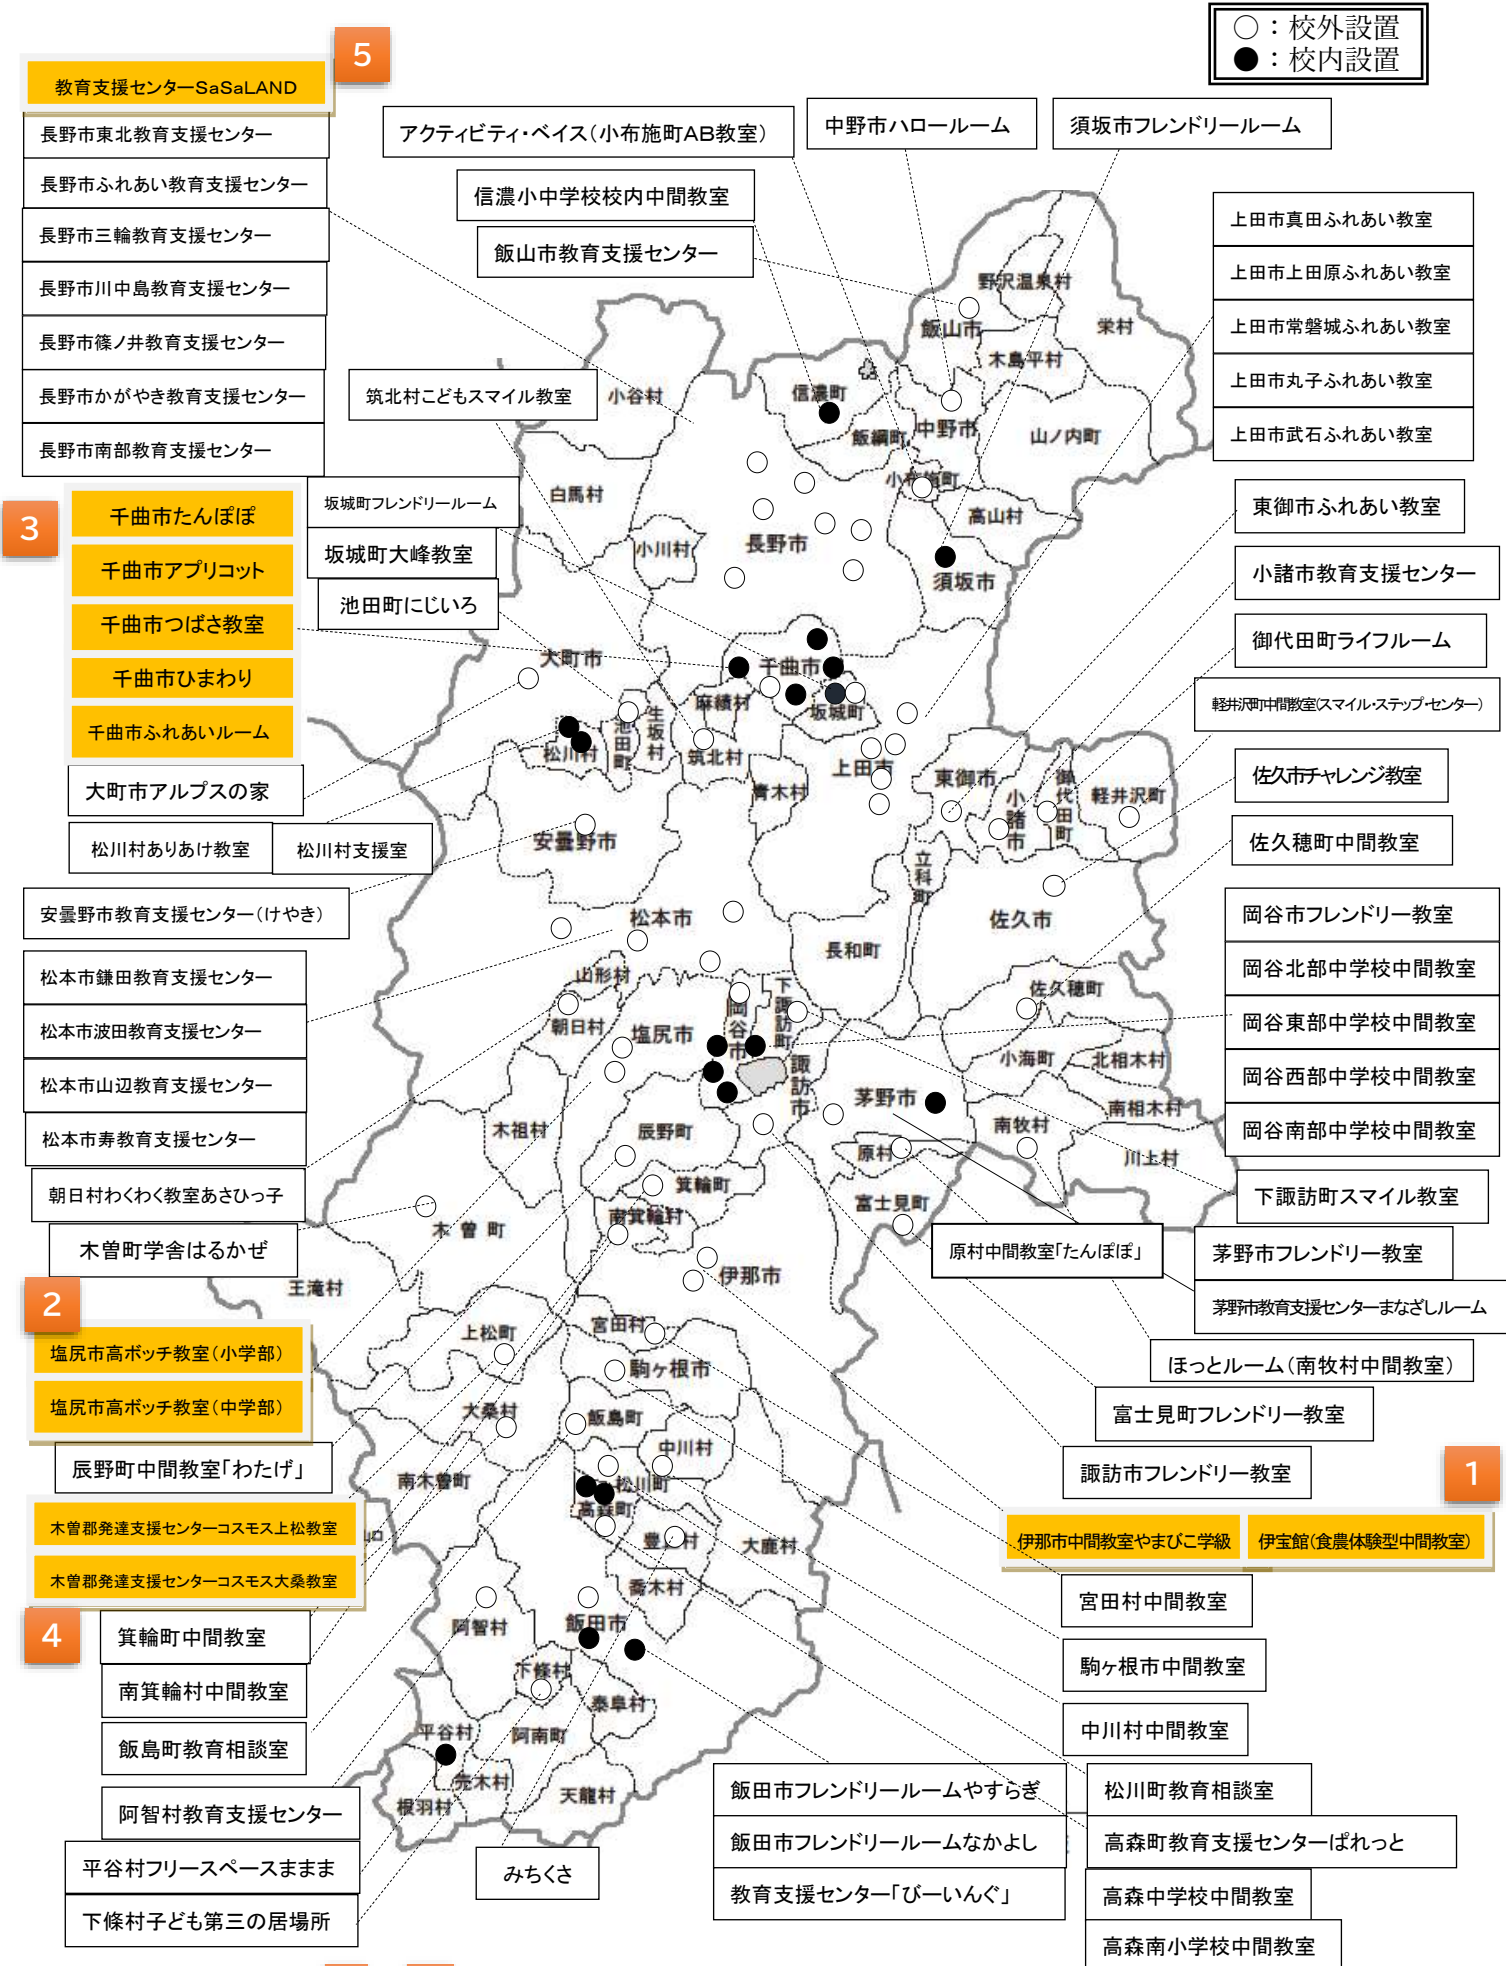 ○：校外設置
●：校内設置
5
教育支援センターSaSaLAND
長野市東北教育支援センター
長野市ふれあい教育支援センター
長野市三輪教育支援センター
長野市川中島教育支援センター
長野市篠ノ井教育支援センター
長野市かがやき教育支援センター
長野市南部教育支援センター
アクティビティ・ベイス（小布施町AB教室）
中野市ハロールーム
須坂市フレンドリールーム
信濃小中学校校内中間教室
飯山市教育支援センター
筑北村こどもスマイル教室
上田市真田ふれあい教室
上田市上田原ふれあい教室
上田市常磐城ふれあい教室
上田市丸子ふれあい教室
上田市武石ふれあい教室
3
千曲市たんぽぽ
千曲市アプリコット
千曲市つばさ教室
千曲市ひまわり
千曲市ふれあいルーム
坂城町フレンドリールーム
坂城町大峰教室
池田町にじいろ
東御市ふれあい教室
小諸市教育支援センター
御代田町ライフルーム
軽井沢町中間教室(スマイル・ステップ・センター)
佐久市チャレンジ教室
佐久穂町中間教室
大町市アルプスの家
松川村ありあけ教室
松川村支援室
安曇野市教育支援センター（けやき）
松本市鎌田教育支援センター
松本市波田教育支援センター
松本市山辺教育支援センター
松本市寿教育支援センター
朝日村わくわく教室あさひっ子
木曽町学舎はるかぜ
岡谷市フレンドリー教室
岡谷北部中学校中間教室
岡谷東部中学校中間教室
岡谷西部中学校中間教室
岡谷南部中学校中間教室
下諏訪町スマイル教室
茅野市フレンドリー教室
茅野市教育支援センターまなざしルーム
原村中間教室｢たんぽぽ｣
ほっとルーム（南牧村中間教室）
富士見町フレンドリー教室
諏訪市フレンドリー教室
2
塩尻市高ボッチ教室（小学部）
塩尻市高ボッチ教室（中学部）
辰野町中間教室「わたげ」
木曽郡発達支援センターコスモス上松教室
木曽郡発達支援センターコスモス大桑教室
4
箕輪町中間教室
南箕輪村中間教室
飯島町教育相談室
阿智村教育支援センター
平谷村フリースペースままま
下條村子ども第三の居場所
みちくさ
1
伊那市中間教室やまびこ学級
伊宝館(食農体験型中間教室)
宮田村中間教室
駒ヶ根市中間教室
中川村中間教室
飯田市フレンドリールームやすらぎ
飯田市フレンドリールームなかよし
教育支援センター「びーいんぐ」
松川町教育相談室
高森町教育支援センターぱれっと
高森中学校中間教室
高森南小学校中間教室
野沢温泉村
飯山市
栄村
木島平村
小谷村
信濃町
飯綱町
中野市
山ノ内町
小布施町
白馬村
高山村
小川村
長野市
須坂市
大町市
千曲市
麻績村
坂城町
生坂村
池田町
松川村
筑北村
上田市
青木村
東御市
小諸市
御代田町
軽井沢町
安曇野市
立科町
松本市
佐久市
長和町
山形村
朝日村
塩尻市
岡谷市
下諏訪町
諏訪市
佐久穂町
小海町
北相木村
南相木村
茅野市
南牧村
川上村
原村
富士見町
木祖村
辰野町
箕輪町
南箕輪村
木曽町
伊那市
王滝村
上松町
宮田村
駒ヶ根市
大桑村
飯島町
中川村
南木曽町
松川町
高森町
豊丘村
大鹿村
喬木村
阿智村
飯田市
下條村
泰阜村
平谷村
阿南町
売木村
根羽村
天龍村